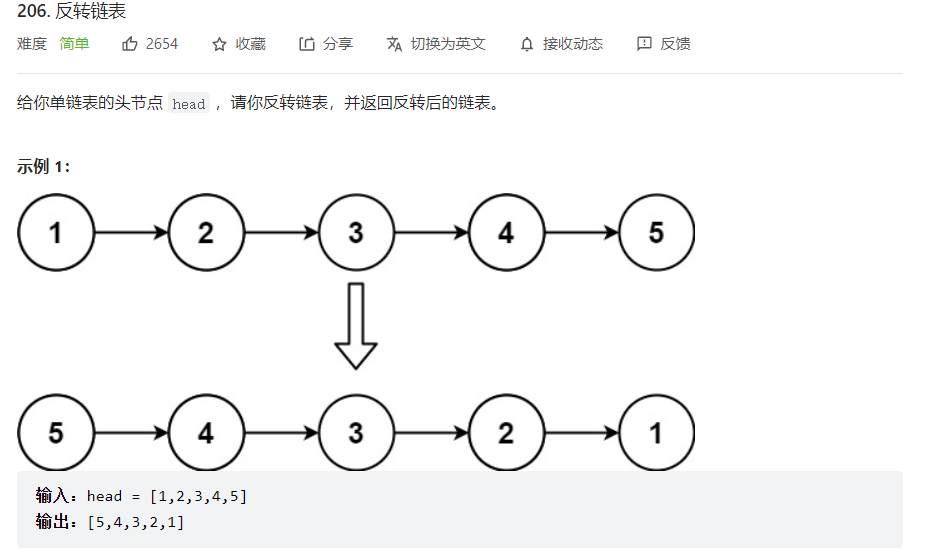 206. 反转链表
难度 简单 2654 收藏 分享 切换为英文 接收动态 反馈
给你单链表的头节点 head ，请你反转链表，并返回反转后的链表。
示例 1：
1 2 3 4 5
5 4 3 2 1
输入：head = [1,2,3,4,5]
输出：[5,4,3,2,1]